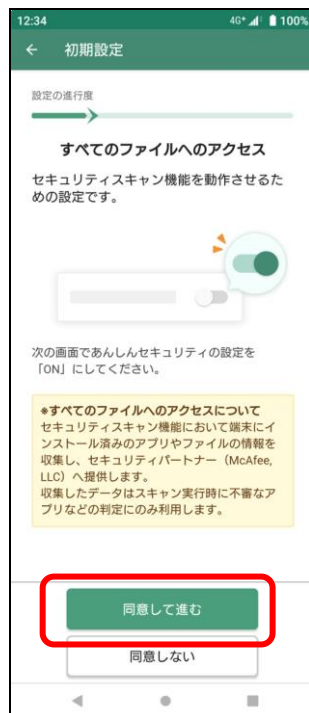 12:34 4G+ 100%
← 初期設定
設定の進行度
すべてのファイルへのアクセス
セキュリティスキャン機能を動作させるた
めの設定です。
次の画面であんしんセキュリティの設定を
「ON」にしてください。
*すべてのファイルへのアクセスについて
セキュリティスキャン機能において端末にイ
ンストール済みのアプリやファイルの情報を
収集し、セキュリティパートナー（McAfee,
LLC）へ提供します。
収集したデータはスキャン実行時に不審なア
プリなどの判定にのみ利用します。
同意して進む
同意しない